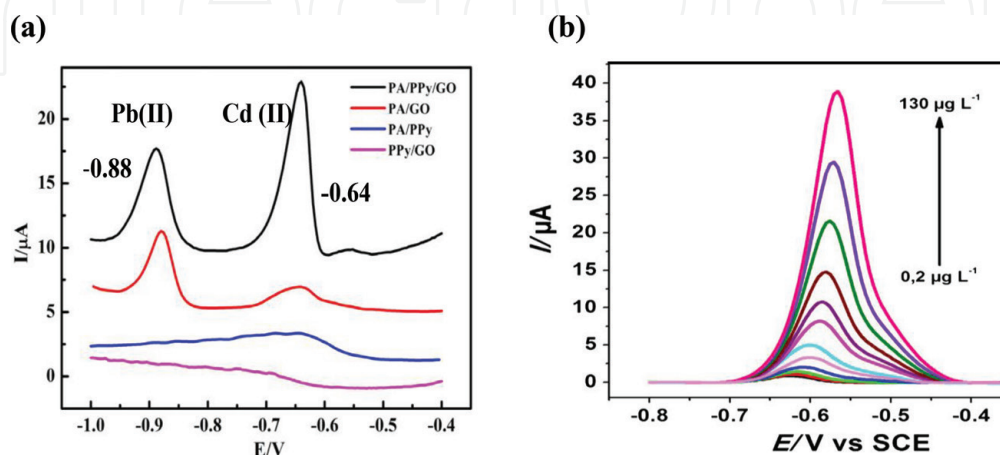 (a)
PA/PPy/GO
PA/GO
PA/PPy
PPy/GO
Pb(II)
Cd (II)
-0.88
-0.64
20
15
10
5
0
I/µA
-1.0 -0.9 -0.8 -0.7 -0.6 -0.5 -0.4
E/V
(b)
130 µg L-1
0,2 µg L-1
40
35
30
25
20
15
10
5
0
I/µA
-0.8 -0.7 -0.6 -0.5 -0.4
E/V vs SCE